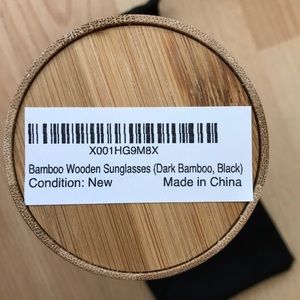 X001HG9M8X
Bamboo Wooden Sunglasses (Dark Bamboo, Black)
Condition: New Made in China